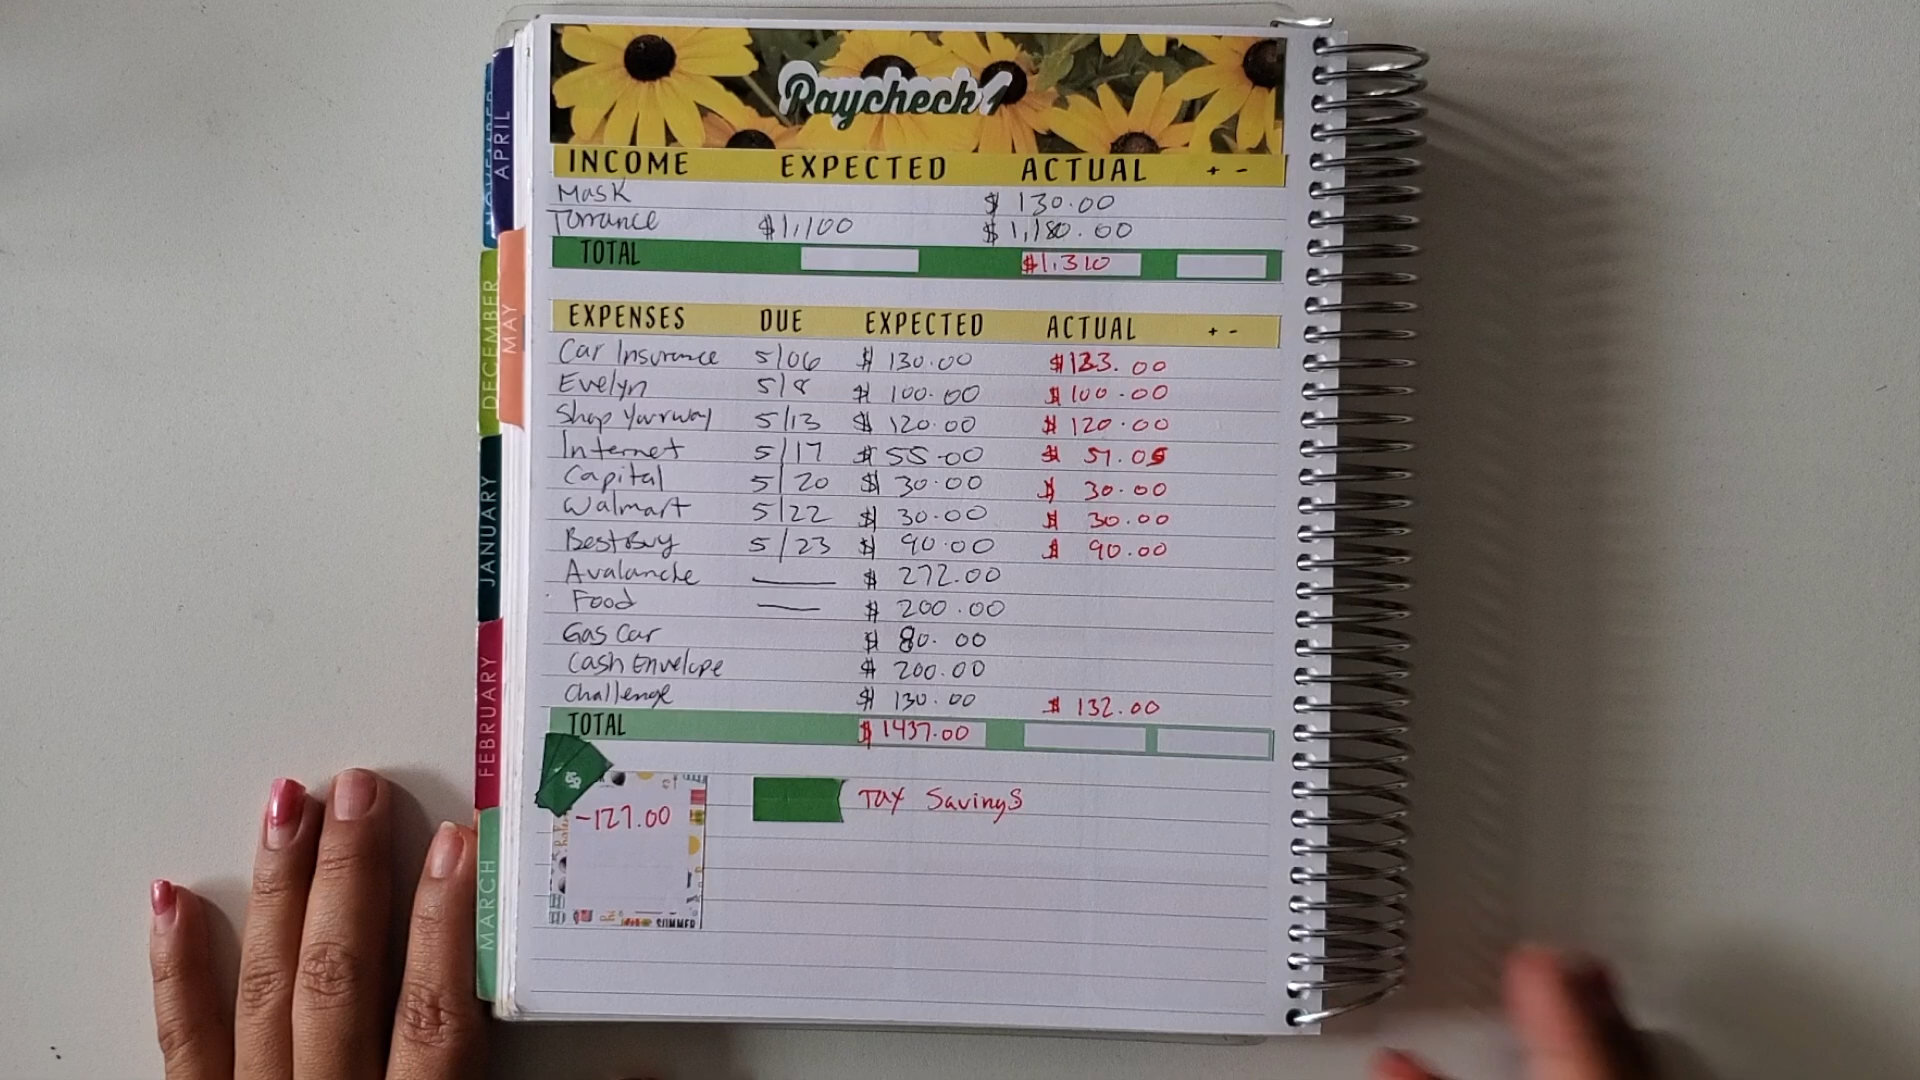 Paycheck 1
INCOME EXPECTED ACTUAL + -
Mask $ 130.00
Torrance $1,100 $ 1,180.00
TOTAL $1,310
EXPENSES DUE EXPECTED ACTUAL + -
Car Insurance 5/06 $ 130.00 $123.00
Evelyn 5/8 $ 100.00 $ 100.00
Shop Yourway 5/13 $ 120.00 $ 120.00
Internet 5/17 $ 55.00 $ 51.05
Capital 5/20 $ 30.00 $ 30.00
Walmart 5/22 $ 30.00 $ 30.00
BestBuy 5/23 $ 90.00 $ 90.00
Avalanche $ 272.00
Food $ 200.00
Gas Car $ 80.00
Cash Envelope $ 200.00
Challenge $ 130.00 $ 132.00
TOTAL $ 1437.00
-127.00
TAX Savings
SUMMER
NOVEMBER
DECEMBER
JANUARY
FEBRUARY
MARCH
APRIL
MAY